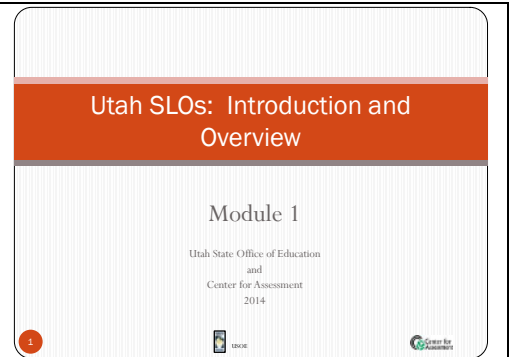 Utah SLOs: Introduction and
Overview
Module 1
Utah State Office of Education
and
Center for Assessment
2014
1
USOE
Center for
Assessment